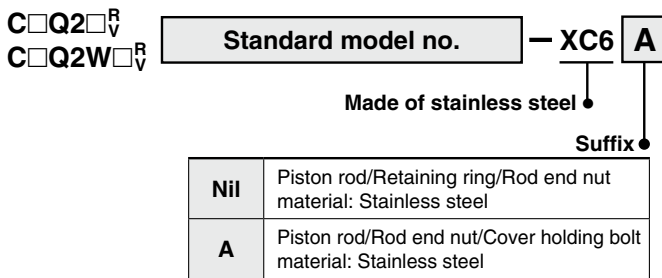 C□Q2□R/V Standard model no. – XC6 A
C□Q2W□R/V
Made of stainless steel
Suffix
Nil Piston rod/Retaining ring/Rod end nut
material: Stainless steel
A Piston rod/Rod end nut/Cover holding bolt
material: Stainless steel